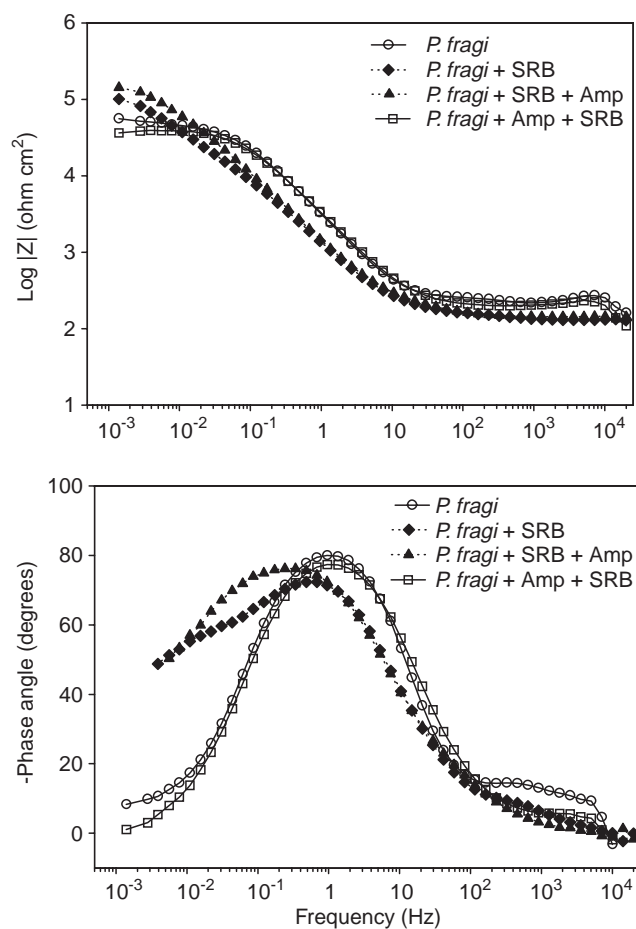 6
5
4
3
2
1
Log |Z| (ohm cm²)
P. fragi
P. fragi + SRB
P. fragi + SRB + Amp
P. fragi + Amp + SRB
10⁻³ 10⁻² 10⁻¹ 1 10 10² 10³ 10⁴
100
80
60
40
20
0
-Phase angle (degrees)
P. fragi
P. fragi + SRB
P. fragi + SRB + Amp
P. fragi + Amp + SRB
10⁻³ 10⁻² 10⁻¹ 1 10 10² 10³ 10⁴
Frequency (Hz)